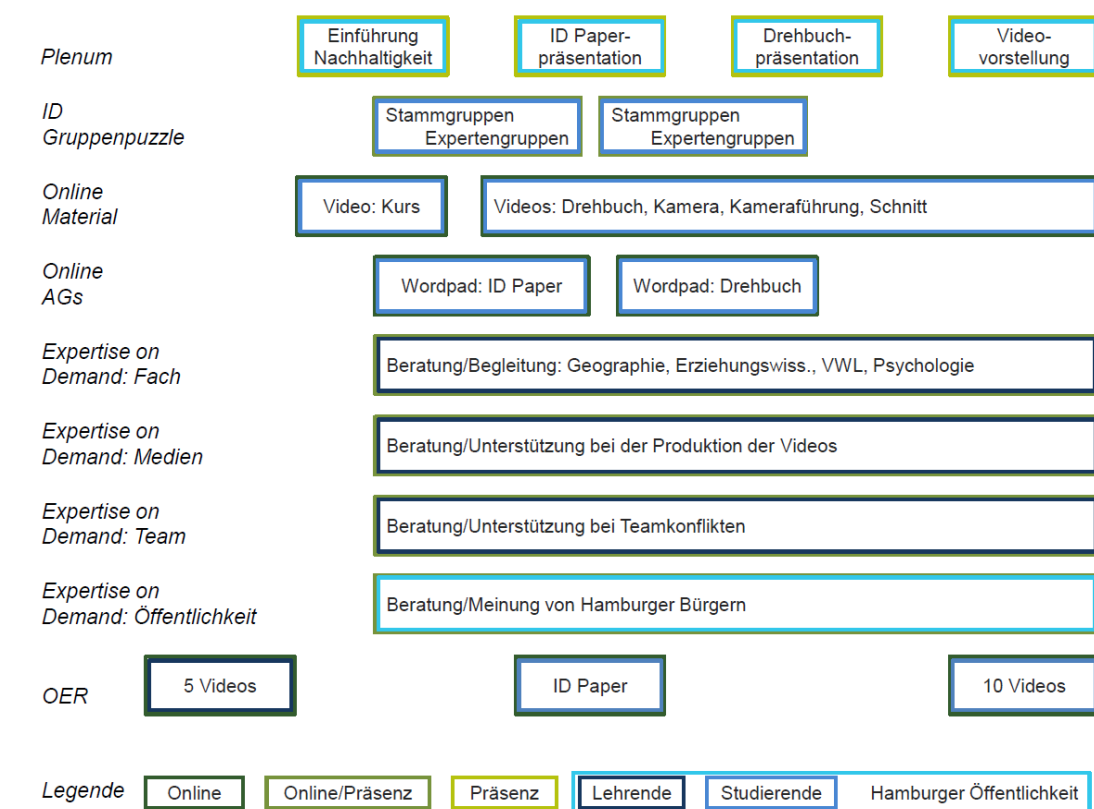 Plenum
Einführung
Nachhaltigkeit
ID Paper-
präsentation
Drehbuch-
präsentation
Video-
vorstellung
ID
Gruppenpuzzle
Stammgruppen
Expertengruppen
Stammgruppen
Expertengruppen
Online
Material
Video: Kurs
Videos: Drehbuch, Kamera, Kameraführung, Schnitt
Online
AGs
Wordpad: ID Paper
Wordpad: Drehbuch
Expertise on
Demand: Fach
Beratung/Begleitung: Geographie, Erziehungswiss., VWL, Psychologie
Expertise on
Demand: Medien
Beratung/Unterstützung bei der Produktion der Videos
Expertise on
Demand: Team
Beratung/Unterstützung bei Teamkonflikten
Expertise on
Demand: Öffentlichkeit
Beratung/Meinung von Hamburger Bürgern
OER
5 Videos
ID Paper
10 Videos
Legende
Online
Online/Präsenz
Präsenz
Lehrende
Studierende
Hamburger Öffentlichkeit